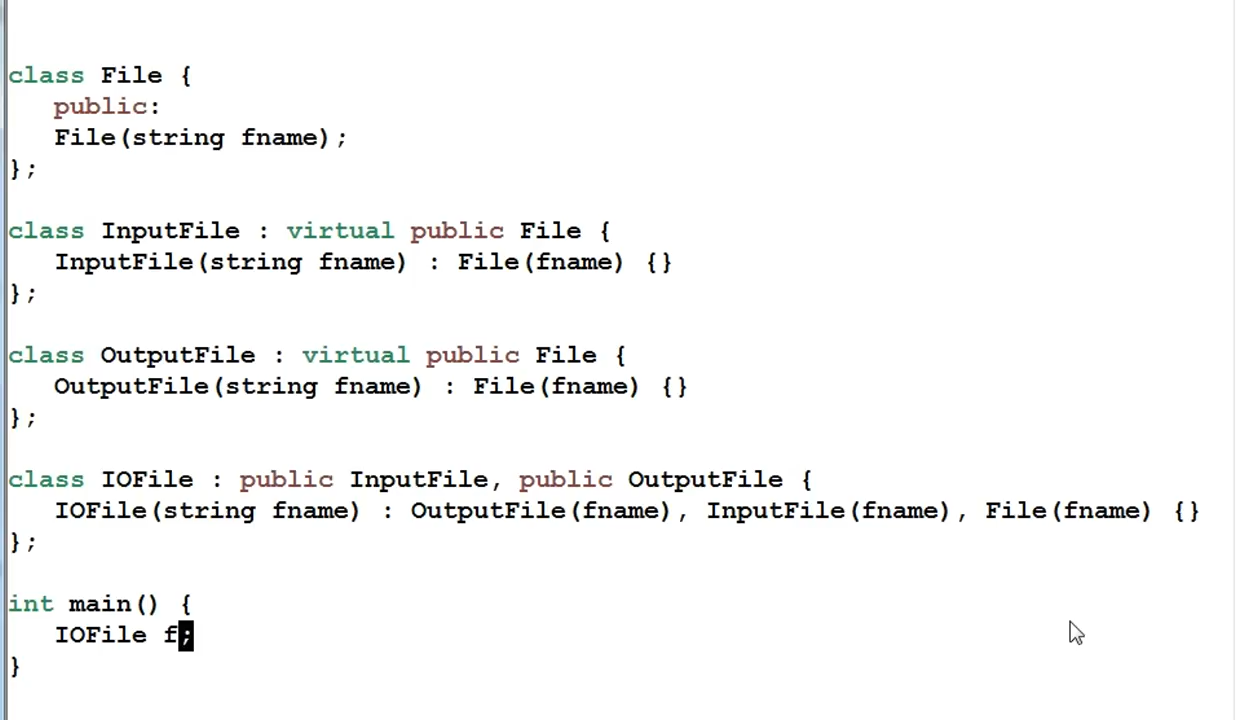 class File {
   public:
   File(string fname);
};

class InputFile : virtual public File {
   InputFile(string fname) : File(fname) {}
};

class OutputFile : virtual public File {
   OutputFile(string fname) : File(fname) {}
};

class IOFile : public InputFile, public OutputFile {
   IOFile(string fname) : OutputFile(fname), InputFile(fname), File(fname) {}
};

int main() {
   IOFile f;
}